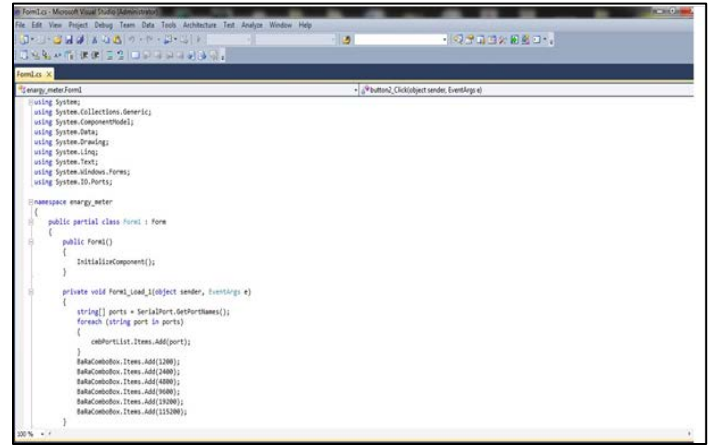 Form1.cs - Microsoft Visual Studio (Administrator)
File Edit View Project Debug Team Data Tools Architecture Test Analyze Window Help
Form1.cs X
enargy_meter.Form1
button2_Click(object sender, EventArgs e)
using System;
using System.Collections.Generic;
using System.ComponentModel;
using System.Data;
using System.Drawing;
using System.Linq;
using System.Text;
using System.Windows.Forms;
using System.IO.Ports;
namespace enargy_meter
{
public partial class Form1 : Form
{
public Form1()
{
InitializeComponent();
}
private void Form1_Load_1(object sender, EventArgs e)
{
string[] ports = SerialPort.GetPortNames();
foreach (string port in ports)
{
cmbPortList.Items.Add(port);
}
BaRaComboBox.Items.Add(1200);
BaRaComboBox.Items.Add(2400);
BaRaComboBox.Items.Add(4800);
BaRaComboBox.Items.Add(9600);
BaRaComboBox.Items.Add(19200);
BaRaComboBox.Items.Add(115200);
}
100 %